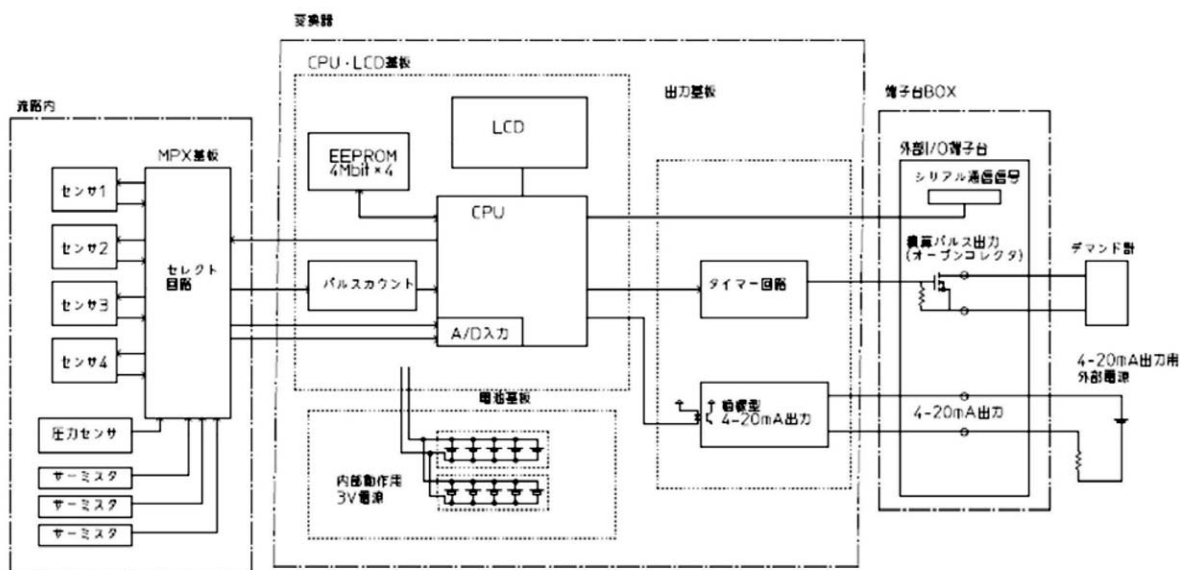 変換器
CPU・LCD基板
出力基板
端子台BOX
流路内
MPX基板
LCD
EEPROM
4Mbit×4
外部I/O端子台
シリアル通信信号
センサ1
CPU
センサ2
積算パルス出力
(オープンコレクタ)
デマンド計
セレクト
回路
パルスカウント
タイマー回路
センサ3
A/D入力
センサ4
4-20mA出力用
外部電源
電池基板
絶縁型
4-20mA出力
4-20mA出力
圧力センサ
内部動作用
3V電源
サーミスタ
サーミスタ
サーミスタ